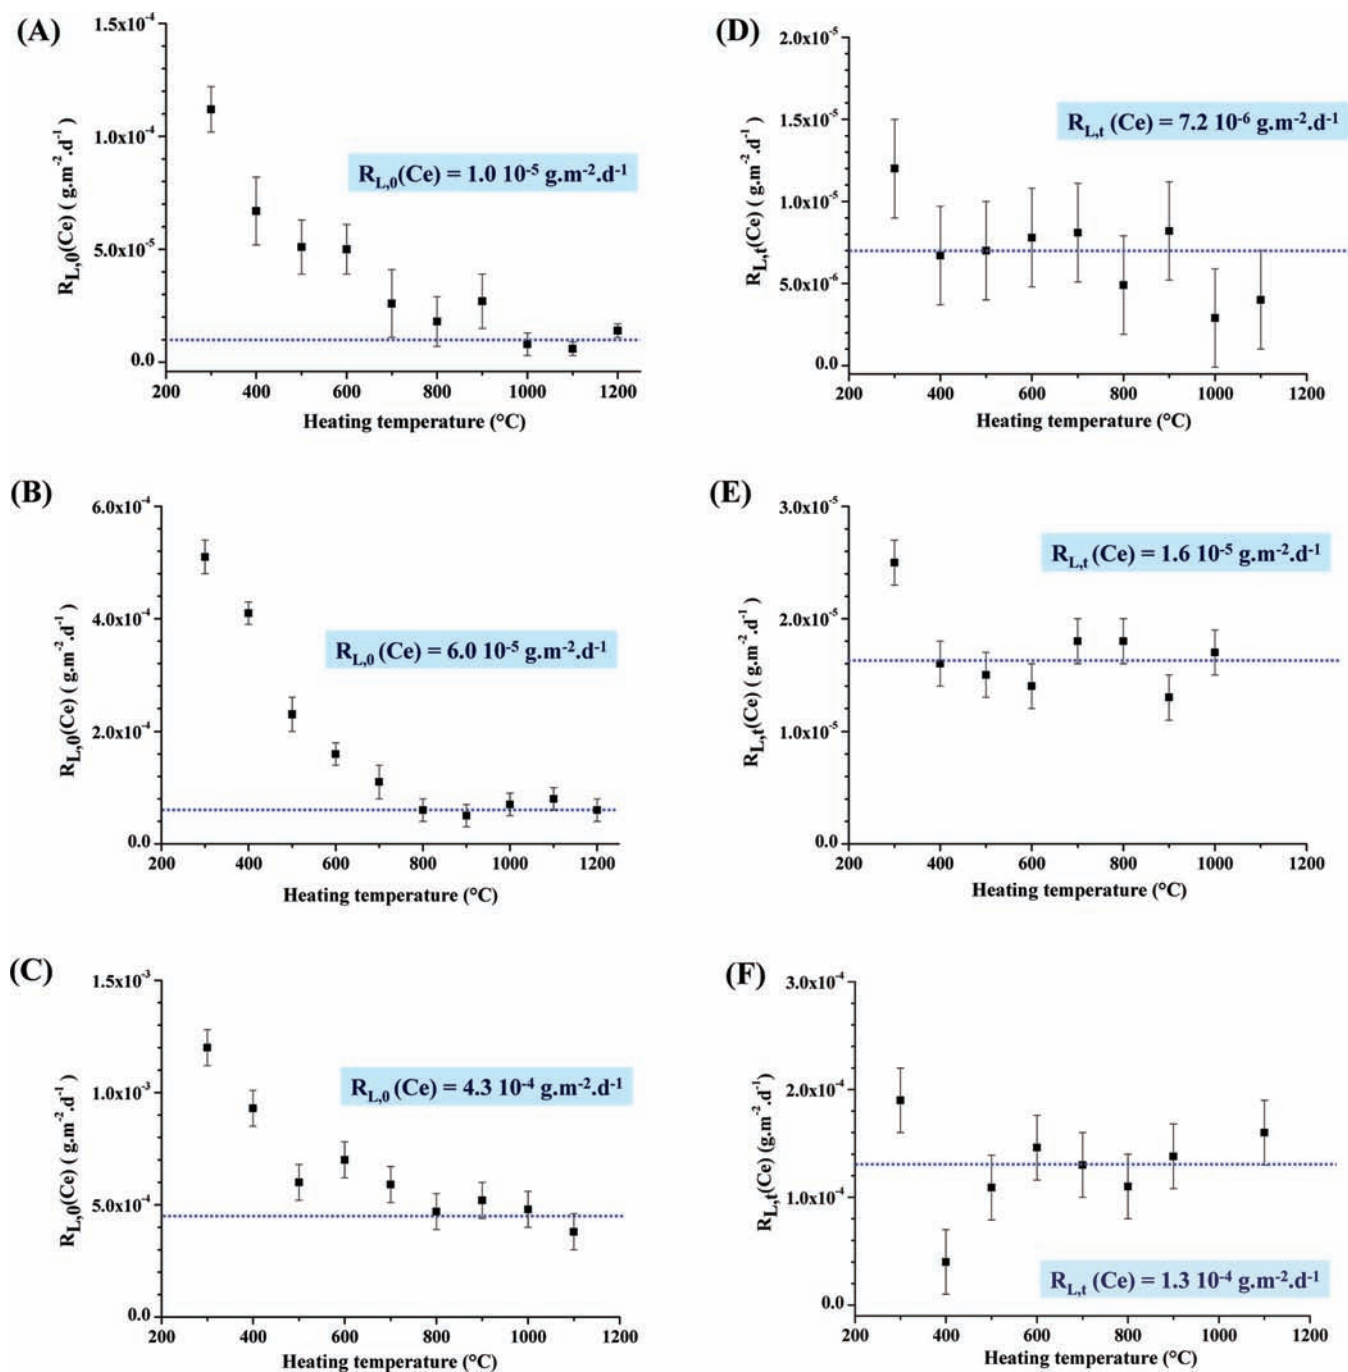 (A)
1.5x10⁻⁴
1.0x10⁻⁴
5.0x10⁻⁵
0.0
R_L,0(Ce) ( g.m⁻².d⁻¹ )
R_L,0(Ce) = 1.0 10⁻⁵ g.m⁻².d⁻¹
200 400 600 800 1000 1200
Heating temperature (°C)
(D)
2.0x10⁻⁵
1.5x10⁻⁵
1.0x10⁻⁵
5.0x10⁻⁶
0.0
R_L,t(Ce) ( g.m⁻².d⁻¹ )
R_L,t (Ce) = 7.2 10⁻⁶ g.m⁻².d⁻¹
200 400 600 800 1000 1200
Heating temperature (°C)
(B)
6.0x10⁻⁴
4.0x10⁻⁴
2.0x10⁻⁴
0.0
R_L,0(Ce) ( g.m⁻².d⁻¹ )
R_L,0 (Ce) = 6.0 10⁻⁵ g.m⁻².d⁻¹
200 400 600 800 1000 1200
Heating temperature (°C)
(E)
3.0x10⁻⁵
2.0x10⁻⁵
1.0x10⁻⁵
0.0
R_L,t(Ce) ( g.m⁻².d⁻¹ )
R_L,t (Ce) = 1.6 10⁻⁵ g.m⁻².d⁻¹
200 400 600 800 1000 1200
Heating temperature (°C)
(C)
1.5x10⁻³
1.0x10⁻³
5.0x10⁻⁴
0.0
R_L,0(Ce) ( g.m⁻².d⁻¹ )
R_L,0 (Ce) = 4.3 10⁻⁴ g.m⁻².d⁻¹
200 400 600 800 1000 1200
Heating temperature (°C)
(F)
3.0x10⁻⁴
2.0x10⁻⁴
1.0x10⁻⁴
0.0
R_L,t(Ce) (g.m⁻².d⁻¹)
R_L,t (Ce) = 1.3 10⁻⁴ g.m⁻².d⁻¹
200 400 600 800 1000 1200
Heating temperature (°C)